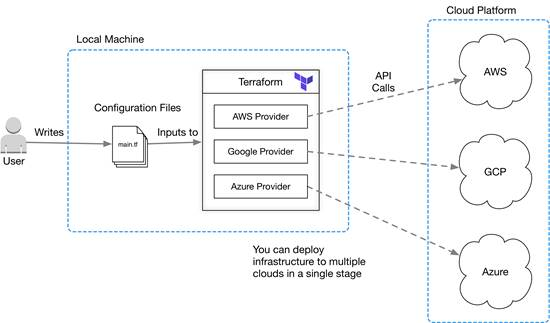 Cloud Platform
Local Machine
Terraform
API
Calls
AWS
Configuration Files
AWS Provider
User
Writes
main.tf
Inputs to
Google Provider
GCP
Azure Provider
You can deploy
infrastructure to multiple
clouds in a single stage
Azure